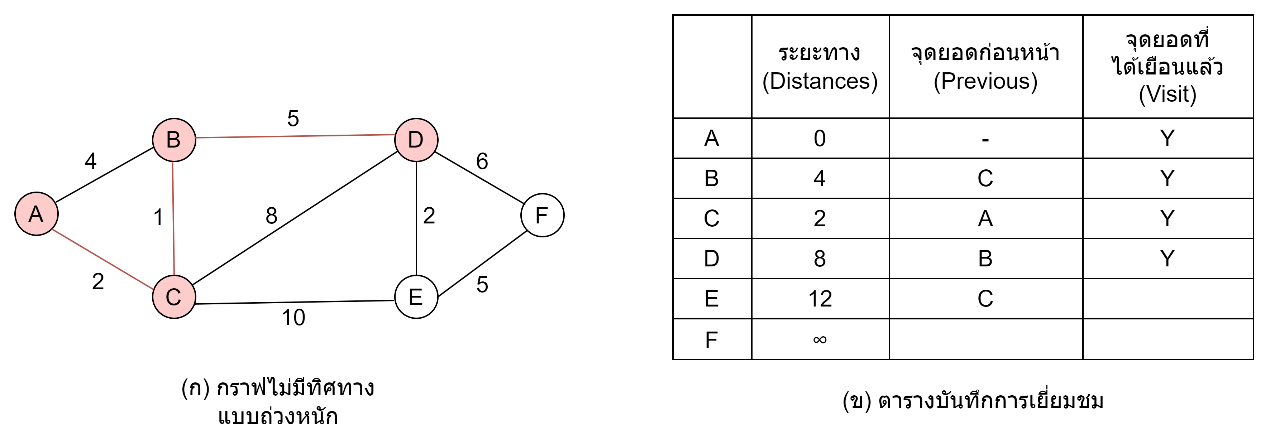 5
B
D
4
6
A
1
8
2
F
2
C
E
5
10
(ก) กราฟไม่มีทิศทาง
แบบถ่วงหนัก
ระยะทาง
(Distances)
จุดยอดก่อนหน้า
(Previous)
จุดยอดที่
ได้เยือนแล้ว
(Visit)
A 0 - Y
B 4 C Y
C 2 A Y
D 8 B Y
E 12 C
F ∞
(ข) ตารางบันทึกการเยี่ยมชม